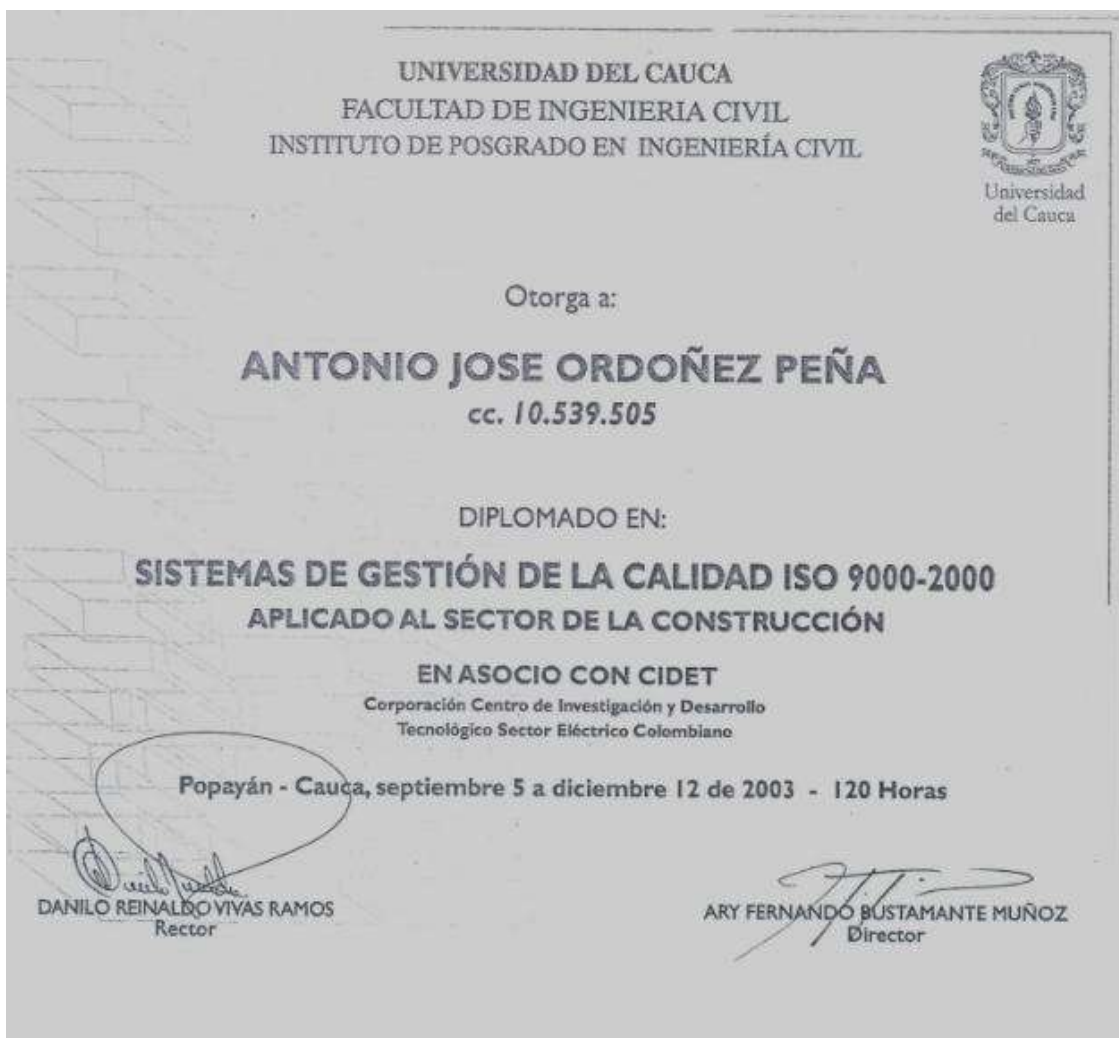 UNIVERSIDAD DEL CAUCA
FACULTAD DE INGENIERIA CIVIL
INSTITUTO DE POSGRADO EN INGENIERÍA CIVIL
Universidad
del Cauca
Otorga a:
ANTONIO JOSE ORDOÑEZ PEÑA
cc. 10.539.505
DIPLOMADO EN:
SISTEMAS DE GESTIÓN DE LA CALIDAD ISO 9000-2000
APLICADO AL SECTOR DE LA CONSTRUCCIÓN
EN ASOCIO CON CIDET
Corporación Centro de Investigación y Desarrollo
Tecnológico Sector Eléctrico Colombiano
Popayán - Cauca, septiembre 5 a diciembre 12 de 2003 - 120 Horas
DANILO REINALDO VIVAS RAMOS
Rector
ARY FERNANDO BUSTAMANTE MUÑOZ
Director